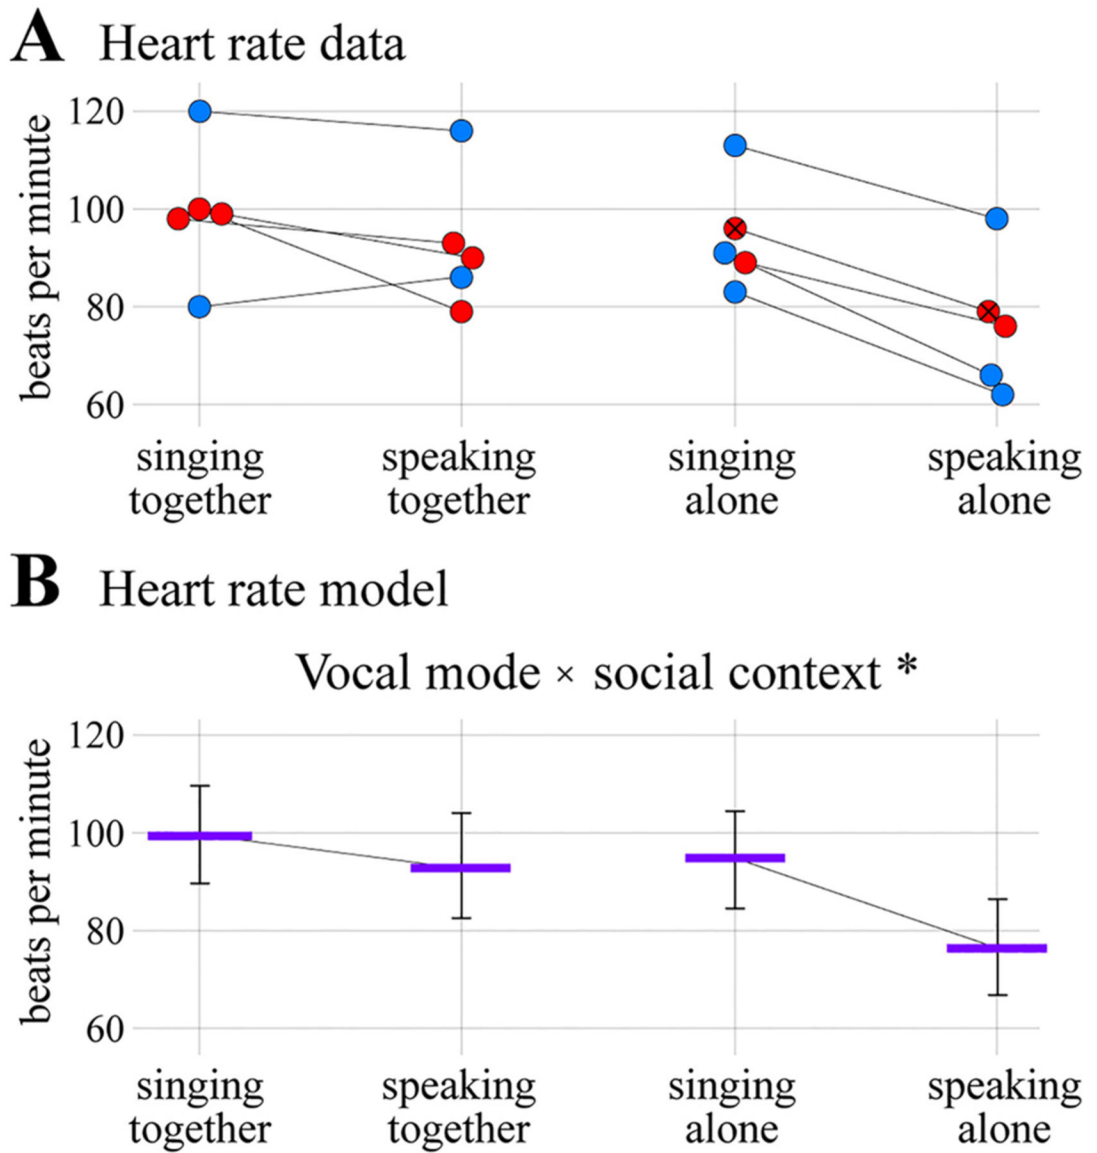 A Heart rate data
beats per minute
120
100
80
60
singing together
speaking together
singing alone
speaking alone
B Heart rate model
Vocal mode × social context *
beats per minute
120
100
80
60
singing together
speaking together
singing alone
speaking alone